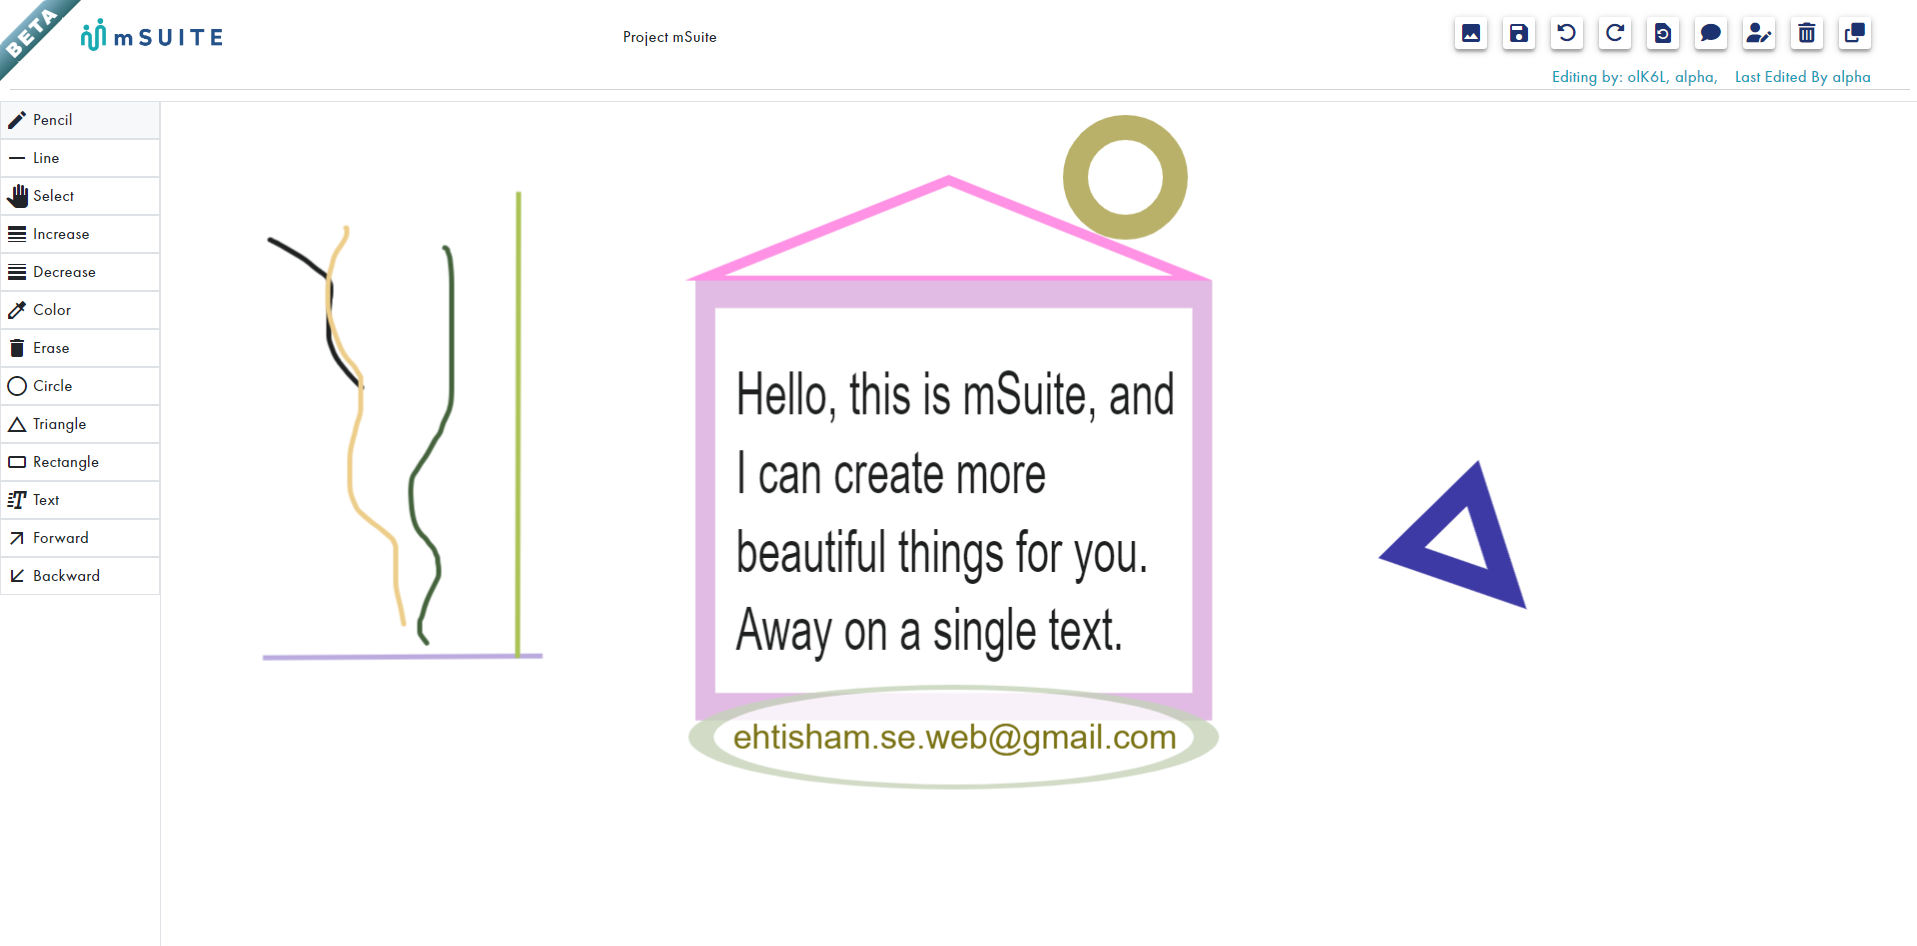 BETA
mSUITE
Project mSuite
Editing by: olK6L, alpha, Last Edited By alpha
Pencil
Line
Select
Increase
Decrease
Color
Erase
Circle
Triangle
Rectangle
Text
Forward
Backward
Hello, this is mSuite, and
I can create more
beautiful things for you.
Away on a single text.
ehtisham.se.web@gmail.com